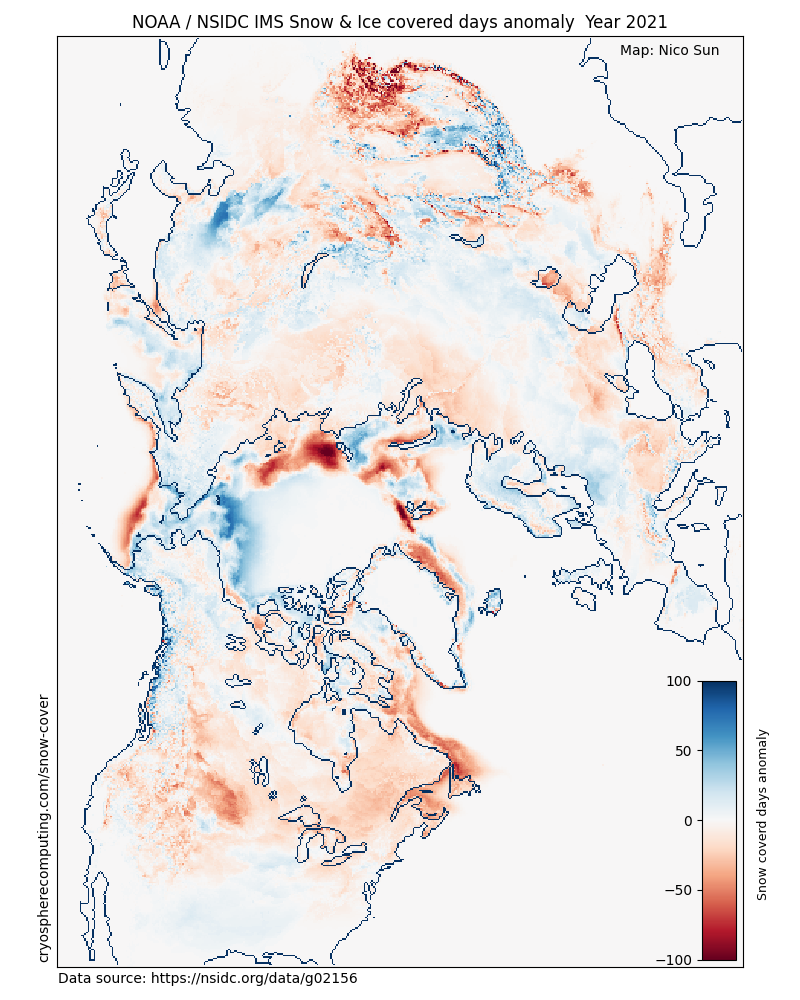 NOAA / NSIDC IMS Snow & Ice covered days anomaly  Year 2021
Map: Nico Sun
cryospherecomputing.com/snow-cover
100
50
0
−50
−100
Snow coverd days anomaly
Data source: https://nsidc.org/data/g02156